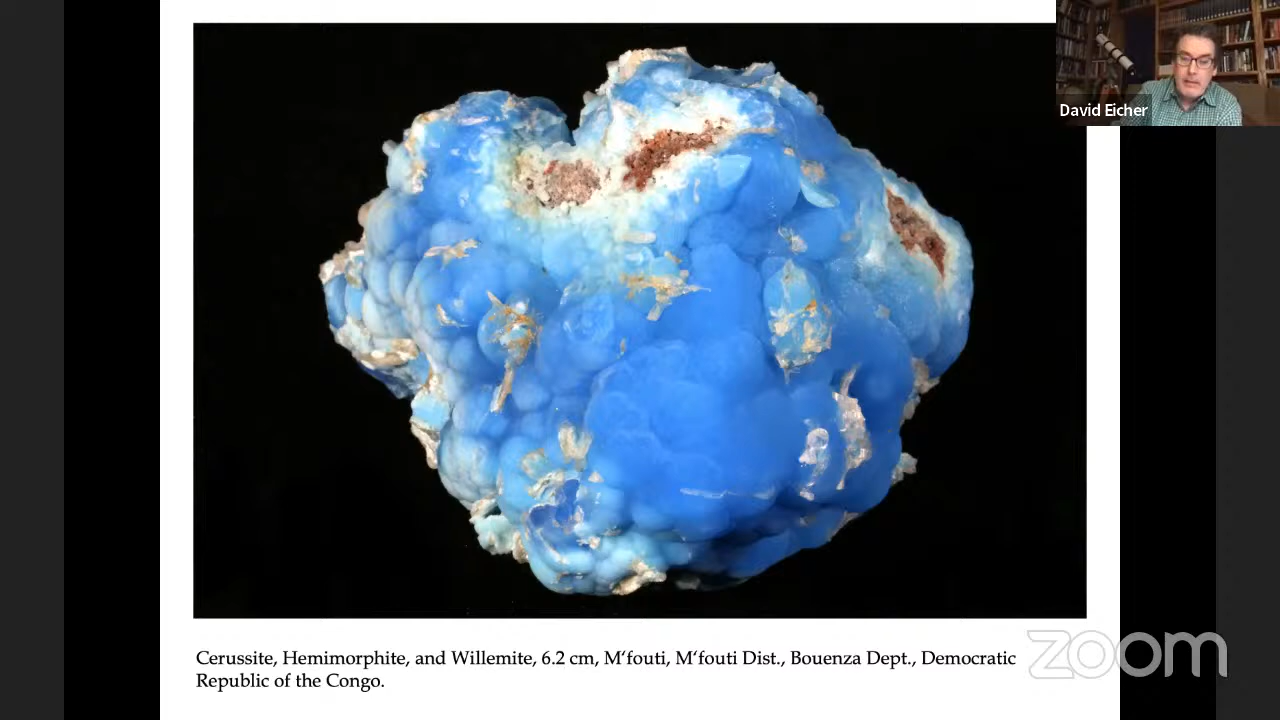 David Eicher
Cerussite, Hemimorphite, and Willemite, 6.2 cm, M‘fouti, M‘fouti Dist., Bouenza Dept., Democratic
Republic of the Congo.
zoom